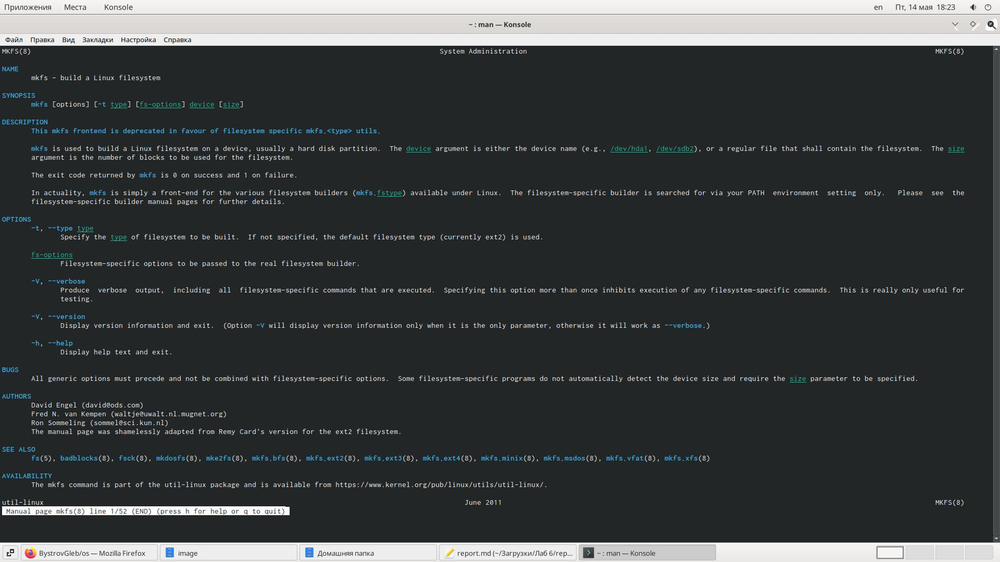 Приложения Места Konsole en Пт, 14 мая 18:23
~ : man — Konsole
Файл Правка Вид Закладки Настройка Справка
MKFS(8) System Administration MKFS(8)
NAME
mkfs - build a Linux filesystem
SYNOPSIS
mkfs [options] [-t type] [fs-options] device [size]
DESCRIPTION
This mkfs frontend is deprecated in favour of filesystem specific mkfs.<type> utils.
mkfs is used to build a Linux filesystem on a device, usually a hard disk partition. The device argument is either the device name (e.g., /dev/hda1, /dev/sdb2), or a regular file that shall contain the filesystem. The size
argument is the number of blocks to be used for the filesystem.
The exit code returned by mkfs is 0 on success and 1 on failure.
In actuality, mkfs is simply a front-end for the various filesystem builders (mkfs.fstype) available under Linux. The filesystem-specific builder is searched for via your PATH environment setting only. Please see the
filesystem-specific builder manual pages for further details.
OPTIONS
-t, --type type
Specify the type of filesystem to be built. If not specified, the default filesystem type (currently ext2) is used.
fs-options
Filesystem-specific options to be passed to the real filesystem builder.
-V, --verbose
Produce verbose output, including all filesystem-specific commands that are executed. Specifying this option more than once inhibits execution of any filesystem-specific commands. This is really only useful for
testing.
-V, --version
Display version information and exit. (Option -V will display version information only when it is the only parameter, otherwise it will work as --verbose.)
-h, --help
Display help text and exit.
BUGS
All generic options must precede and not be combined with filesystem-specific options. Some filesystem-specific programs do not automatically detect the device size and require the size parameter to be specified.
AUTHORS
David Engel (david@ods.com)
Fred N. van Kempen (waltje@uwalt.nl.mugnet.org)
Ron Sommeling (sommel@sci.kun.nl)
The manual page was shamelessly adapted from Remy Card's version for the ext2 filesystem.
SEE ALSO
fs(5), badblocks(8), fsck(8), mkdosfs(8), mke2fs(8), mkfs.bfs(8), mkfs.ext2(8), mkfs.ext3(8), mkfs.ext4(8), mkfs.minix(8), mkfs.msdos(8), mkfs.vfat(8), mkfs.xfs(8)
AVAILABILITY
The mkfs command is part of the util-linux package and is available from https://www.kernel.org/pub/linux/utils/util-linux/.
util-linux June 2011 MKFS(8)
Manual page mkfs(8) line 1/52 (END) (press h for help or q to quit)
BystrovGleb/os — Mozilla Firefox image Домашняя папка report.md (~/Загрузки/Лаб 6/rep... ~ : man — Konsole